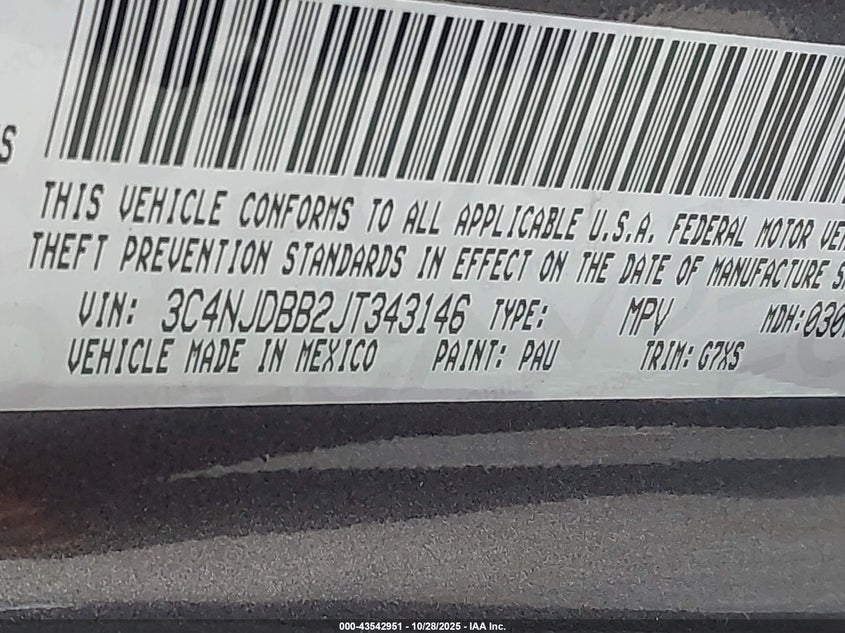 THIS VEHICLE CONFORMS TO ALL APPLICABLE U.S.A. FEDERAL MOTOR
THEFT PREVENTION STANDARDS IN EFFECT ON THE DATE OF MANUFACTURE
VIN: 3C4NJDBB2JT343146 TYPE: MPV MDH:030
VEHICLE MADE IN MEXICO PAINT: PAU TRIM: G7XS
000-43542951 | 10/28/2025 - IAA Inc.